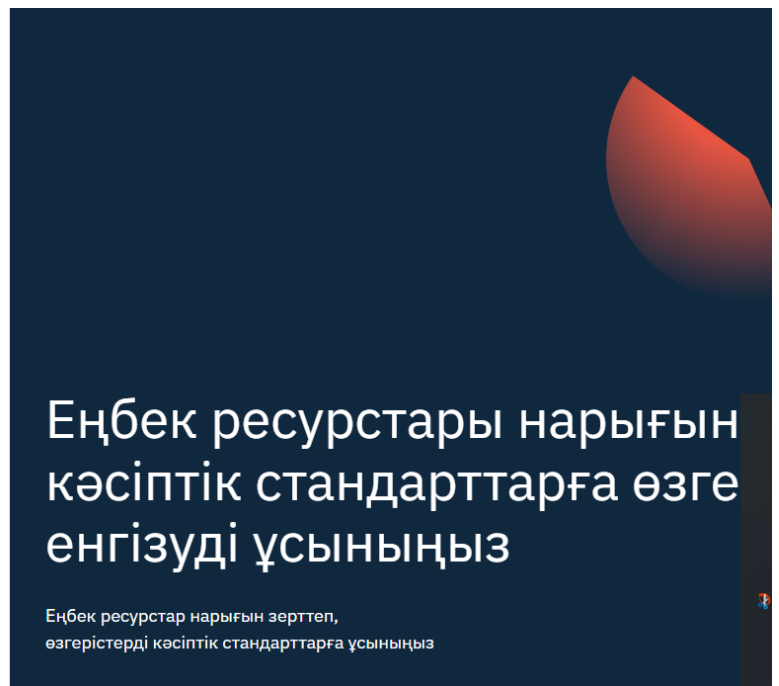 Еңбек ресурстары нарығын
кәсіптік стандарттарға өзге
енгізуді ұсыныңыз
Еңбек ресурстар нарығын зерттеп,
өзгерістерді кәсіптік стандарттарға ұсыныңыз